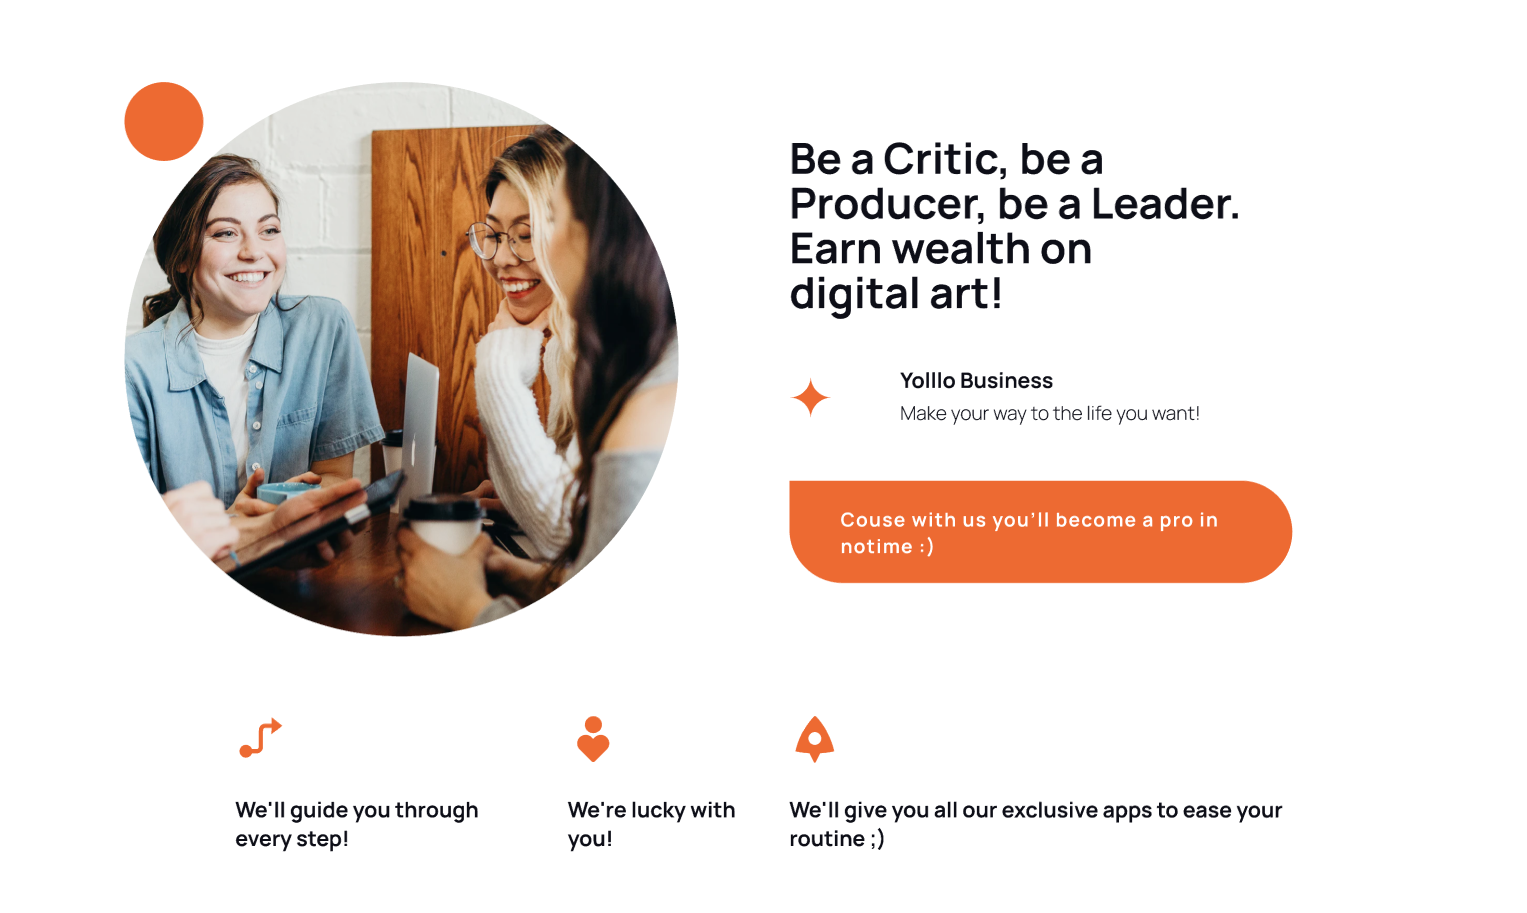 Be a Critic, be a
Producer, be a Leader.
Earn wealth on
digital art!
Yolllo Business
Make your way to the life you want!
Couse with us you'll become a pro in
notime :)
We'll guide you through
every step!
We're lucky with
you!
We'll give you all our exclusive apps to ease your
routine ;)